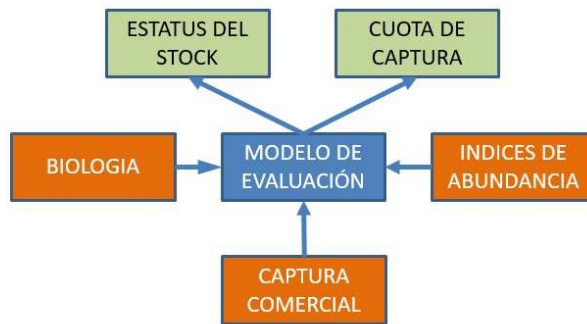 ESTATUS DEL
STOCK
CUOTA DE
CAPTURA
BIOLOGIA
MODELO DE
EVALUACIÓN
INDICES DE
ABUNDANCIA
CAPTURA
COMERCIAL